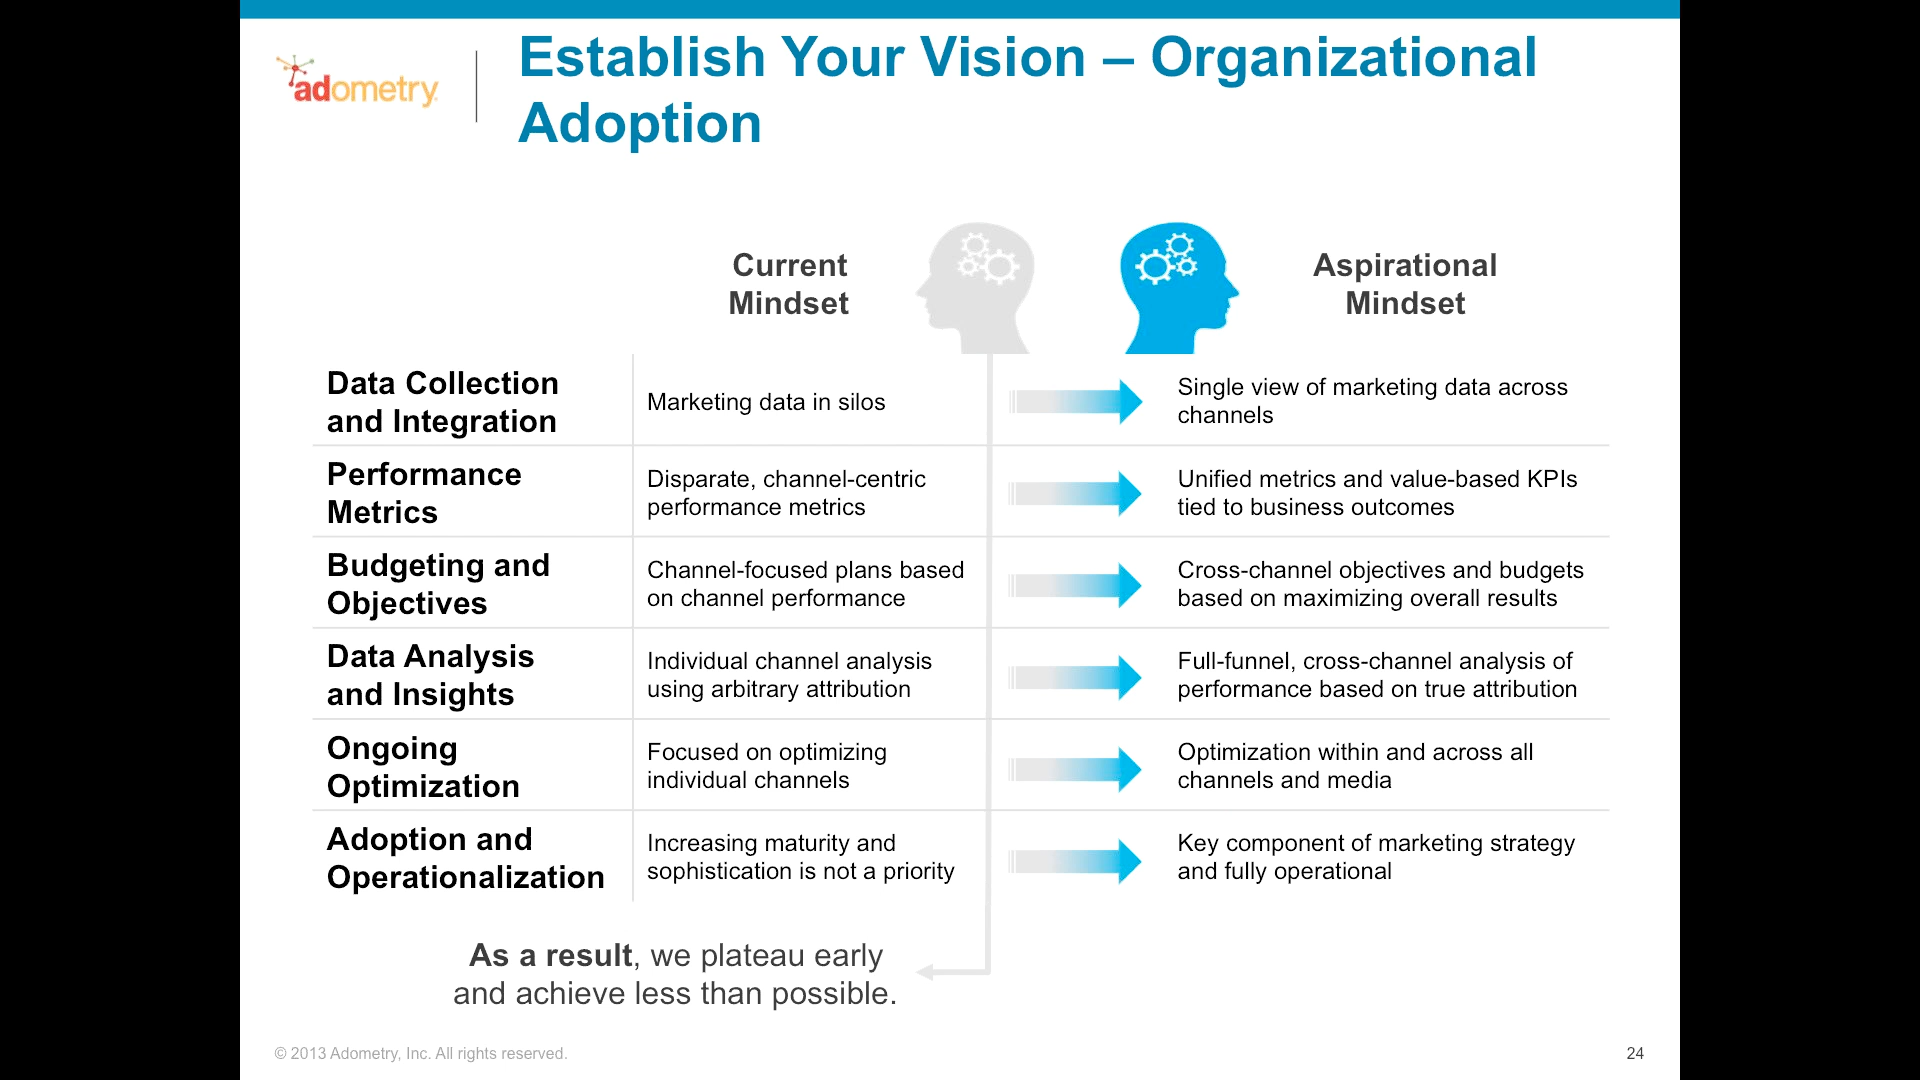 adometry
Establish Your Vision – Organizational
Adoption
Current
Mindset
Aspirational
Mindset
Data Collection
and Integration
Marketing data in silos
Single view of marketing data across
channels
Performance
Metrics
Disparate, channel-centric
performance metrics
Unified metrics and value-based KPIs
tied to business outcomes
Budgeting and
Objectives
Channel-focused plans based
on channel performance
Cross-channel objectives and budgets
based on maximizing overall results
Data Analysis
and Insights
Individual channel analysis
using arbitrary attribution
Full-funnel, cross-channel analysis of
performance based on true attribution
Ongoing
Optimization
Focused on optimizing
individual channels
Optimization within and across all
channels and media
Adoption and
Operationalization
Increasing maturity and
sophistication is not a priority
Key component of marketing strategy
and fully operational
As a result, we plateau early
and achieve less than possible.
© 2013 Adometry, Inc. All rights reserved.
24